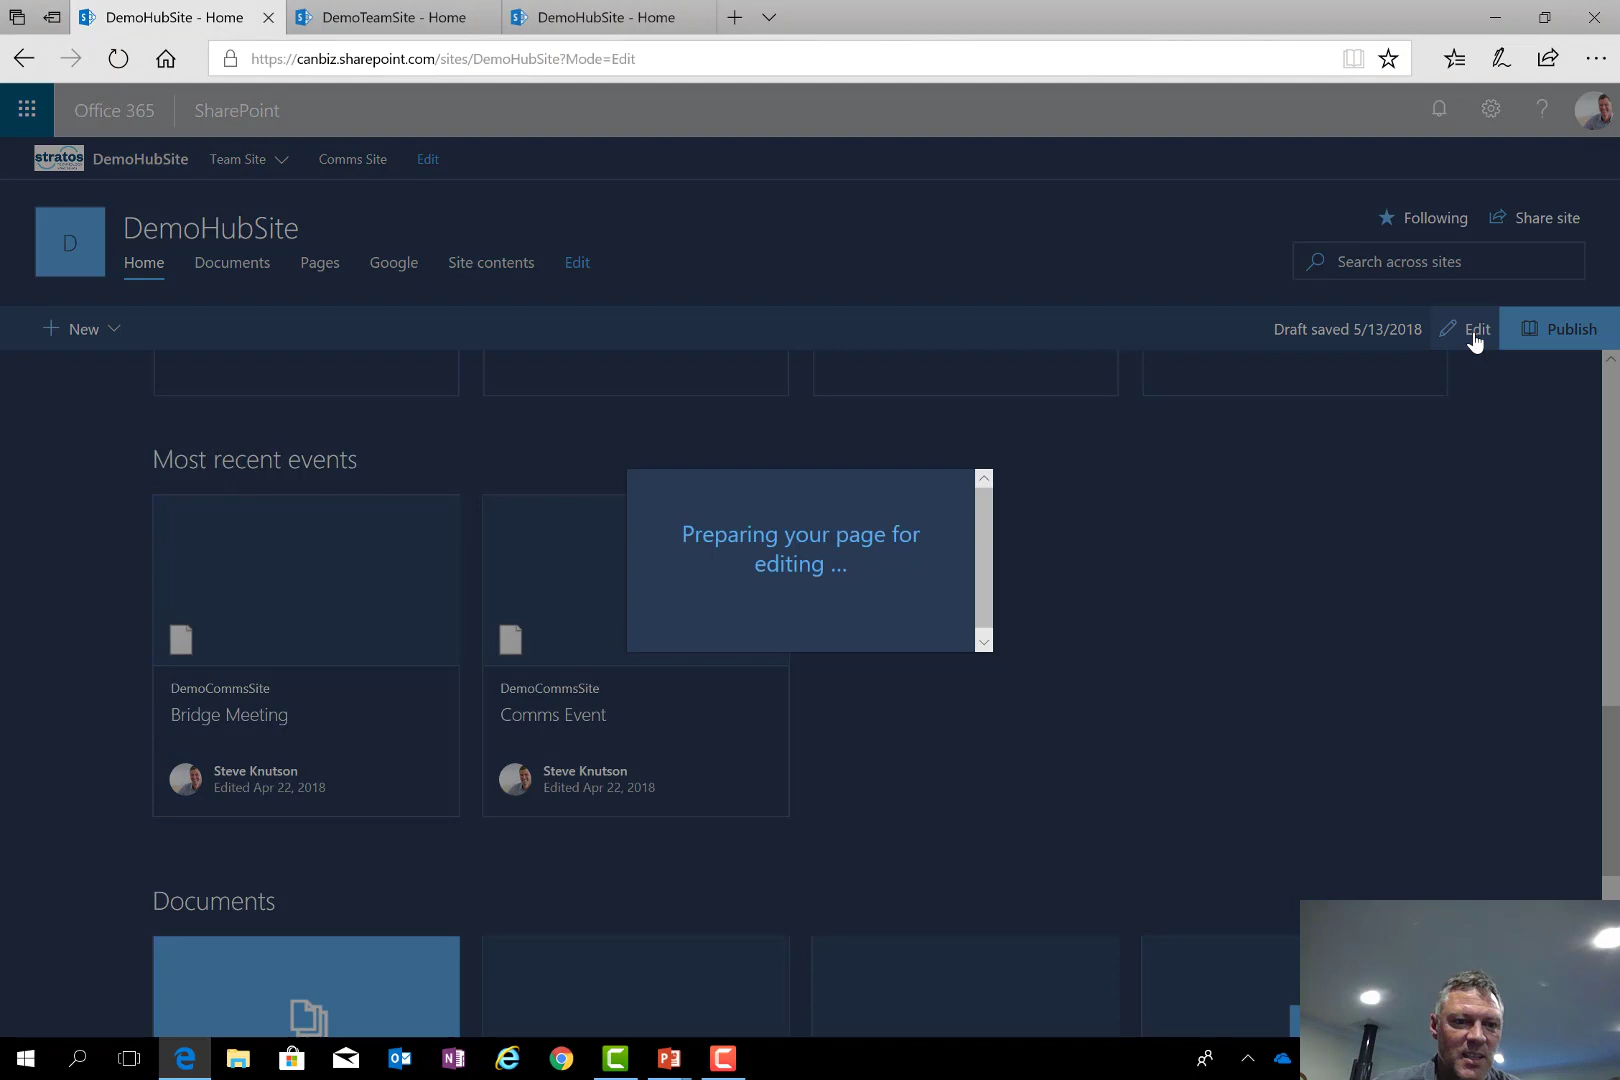 DemoHubSite - Home
DemoTeamSite - Home
DemoHubSite - Home
https://canbiz.sharepoint.com/sites/DemoHubSite?Mode=Edit
Office 365
SharePoint
stratos
DemoHubSite
Team Site
Comms Site
Edit
D
DemoHubSite
Following
Share site
Home
Documents
Pages
Google
Site contents
Edit
Search across sites
New
Draft saved 5/13/2018
Edit
Publish
Most recent events
Preparing your page for
editing ...
DemoCommsSite
Bridge Meeting
Steve Knutson
Edited Apr 22, 2018
DemoCommsSite
Comms Event
Steve Knutson
Edited Apr 22, 2018
Documents